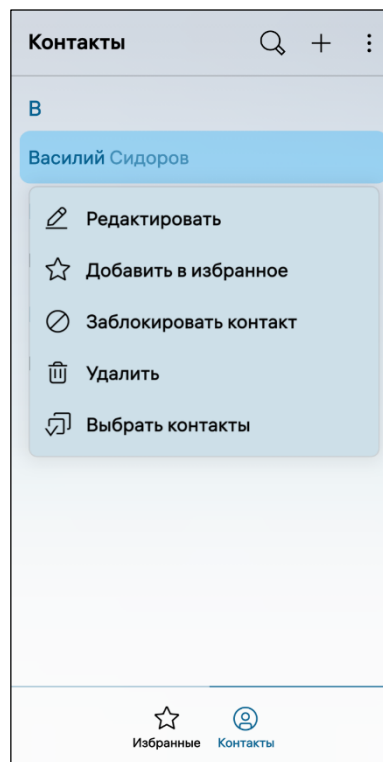 Контакты
В
Василий Сидоров
Редактировать
Добавить в избранное
Заблокировать контакт
Удалить
Выбрать контакты
Избранные Контакты